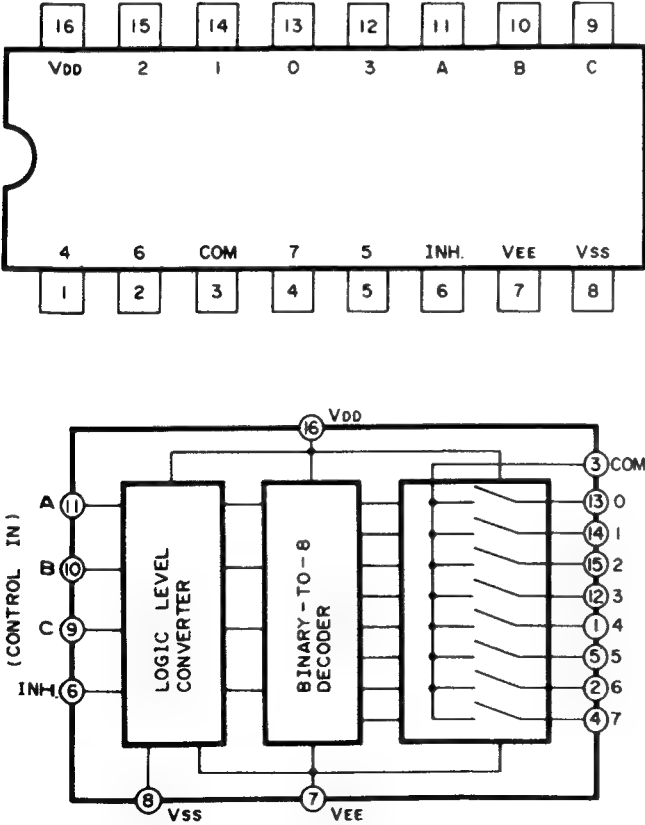 16 15 14 13 12 11 10 9
VDD 2 1 0 3 A B C
4 6 COM 7 5 INH. VEE VSS
1 2 3 4 5 6 7 8
16 VDD
3 COM
A 11
13 0
14 1
B 10
15 2
12 3
C 9
1 4
5 5
INH. 6
2 6
4 7
(CONTROL IN)
LOGIC LEVEL
CONVERTER
BINARY-TO-8
DECODER
8 VSS
7 VEE